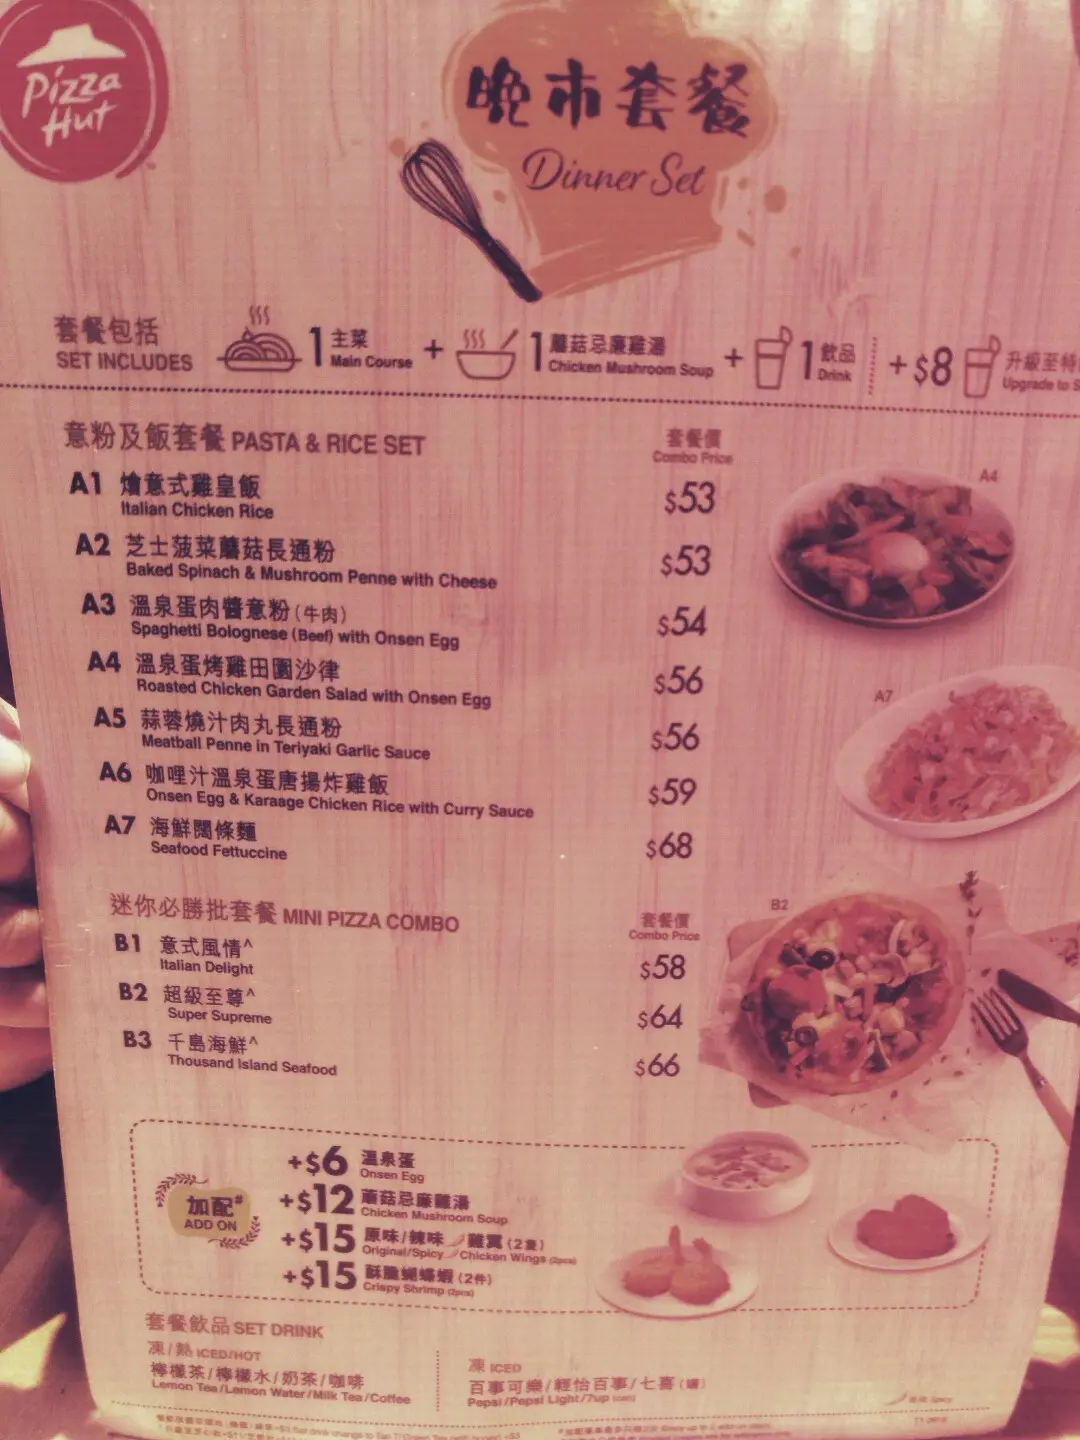 Pizza
Hut
晚市套餐
Dinner Set
套餐包括
SET INCLUDES
1 主菜
Main Course
+
1 蘑菇忌廉雞湯
Chicken Mushroom Soup
+
1 飲品
Drink
+$8
升級至特
Upgrade to S
意粉及飯套餐 PASTA & RICE SET
套餐價
Combo Price
A1 燴意式雞皇飯 $53
Italian Chicken Rice
A2 芝士菠菜蘑菇長通粉 $53
Baked Spinach & Mushroom Penne with Cheese
A3 溫泉蛋肉醬意粉(牛肉) $54
Spaghetti Bolognese (Beef) with Onsen Egg
A4 溫泉蛋烤雞田園沙律 $56
Roasted Chicken Garden Salad with Onsen Egg
A5 蒜蓉燒汁肉丸長通粉 $56
Meatball Penne in Teriyaki Garlic Sauce
A6 咖哩汁溫泉蛋唐揚炸雞飯 $59
Onsen Egg & Karaage Chicken Rice with Curry Sauce
A7 海鮮闊條麵 $68
Seafood Fettuccine
A4
A7
迷你必勝批套餐 MINI PIZZA COMBO
套餐價
Combo Price
B1 意式風情^ $58
Italian Delight
B2 超級至尊^ $64
Super Supreme
B3 千島海鮮^ $66
Thousand Island Seafood
B2
加配#
ADD ON
+$6 溫泉蛋
Onsen Egg
+$12 蘑菇忌廉雞湯
Chicken Mushroom Soup
+$15 原味/辣味 雞翼(2隻)
Original/Spicy Chicken Wings (2pcs)
+$15 酥脆蝴蝶蝦(2件)
Crispy Shrimp (2pcs)
套餐飲品 SET DRINK
凍/熱 ICED/HOT
檸檬茶/檸檬水/奶茶/咖啡
Lemon Tea/Lemon Water/Milk Tea/Coffee
凍 ICED
百事可樂/輕怡百事/七喜(罐)
Pepsi/Pepsi Light/7up (can)
Spicy